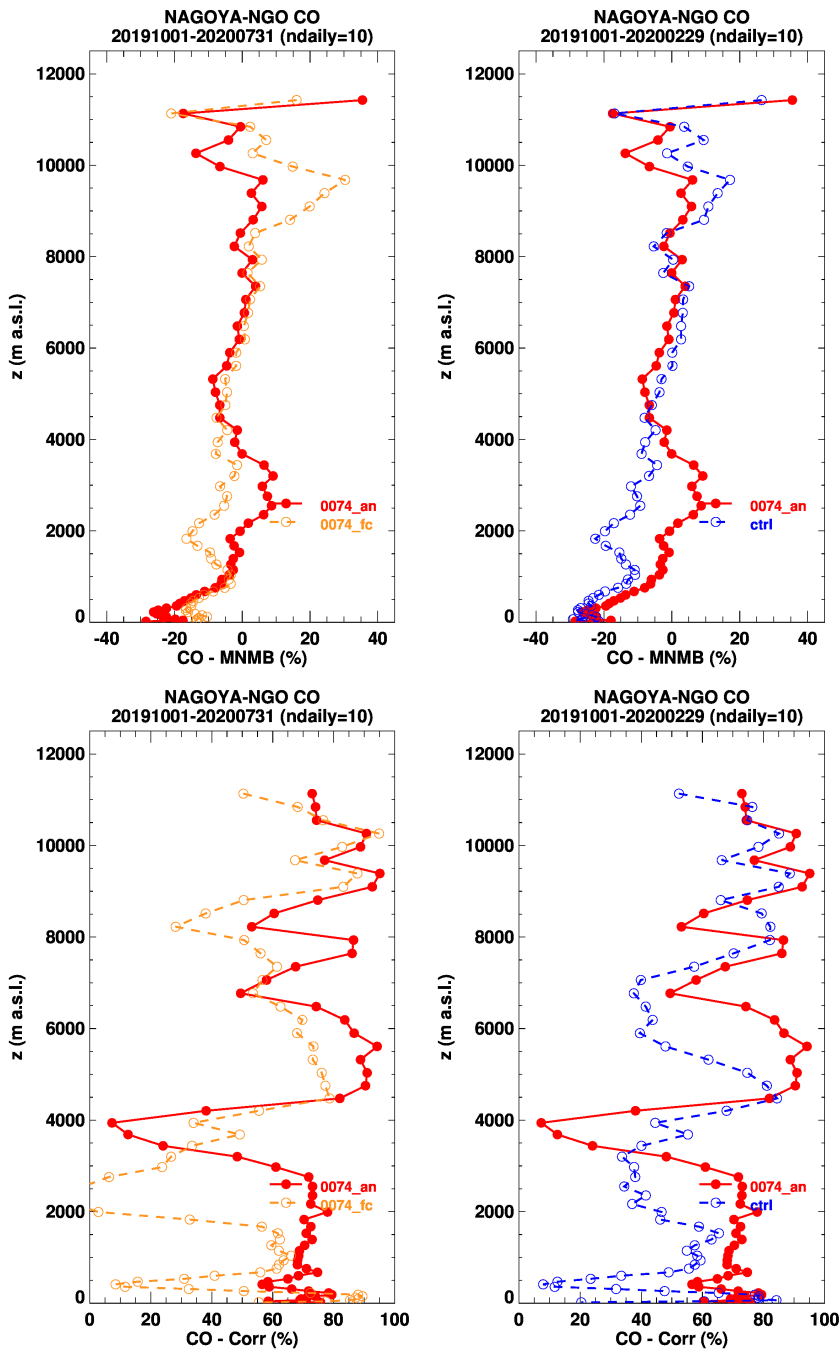 NAGOYA-NGO CO
20191001-20200731 (ndaily=10)
12000
10000
8000
6000
4000
2000
0
z (m a.s.l.)
0074_an
0074_fc
-40 -20 0 20 40
CO - MNMB (%)
NAGOYA-NGO CO
20191001-20200229 (ndaily=10)
12000
10000
8000
6000
4000
2000
0
z (m a.s.l.)
0074_an
ctrl
-40 -20 0 20 40
CO - MNMB (%)
NAGOYA-NGO CO
20191001-20200731 (ndaily=10)
12000
10000
8000
6000
4000
2000
0
z (m a.s.l.)
0074_an
0074_fc
0 20 40 60 80 100
CO - Corr (%)
NAGOYA-NGO CO
20191001-20200229 (ndaily=10)
12000
10000
8000
6000
4000
2000
0
z (m a.s.l.)
0074_an
ctrl
0 20 40 60 80 100
CO - Corr (%)